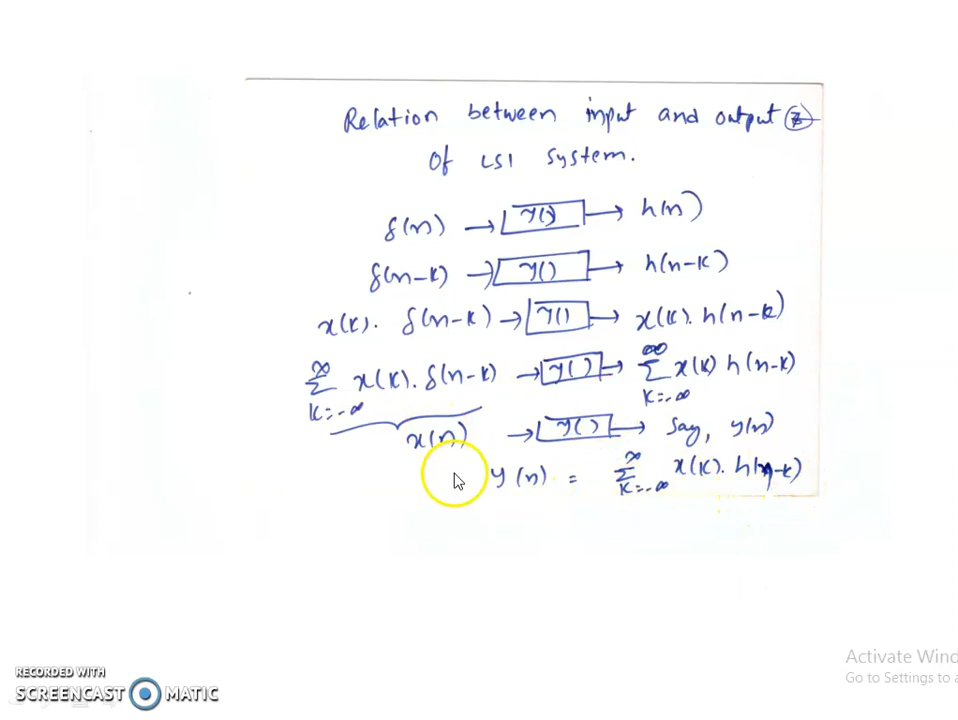 Relation between input and output 2
of LSI system.
δ(n) → γ() → h(n)
δ(n-k) → γ() → h(n-k)
x(k). δ(n-k) → γ() → x(k). h(n-k)
∞ ∞
∑ x(k). δ(n-k) → γ() → ∑ x(k) h(n-k)
k=-∞ k=-∞
x(n) → γ() → say, y(n)
y(n) = ∑ x(k). h(n-k)
∞
k=-∞
Activate Wind
Go to Settings to a
RECORDED WITH
SCREENCAST MATIC